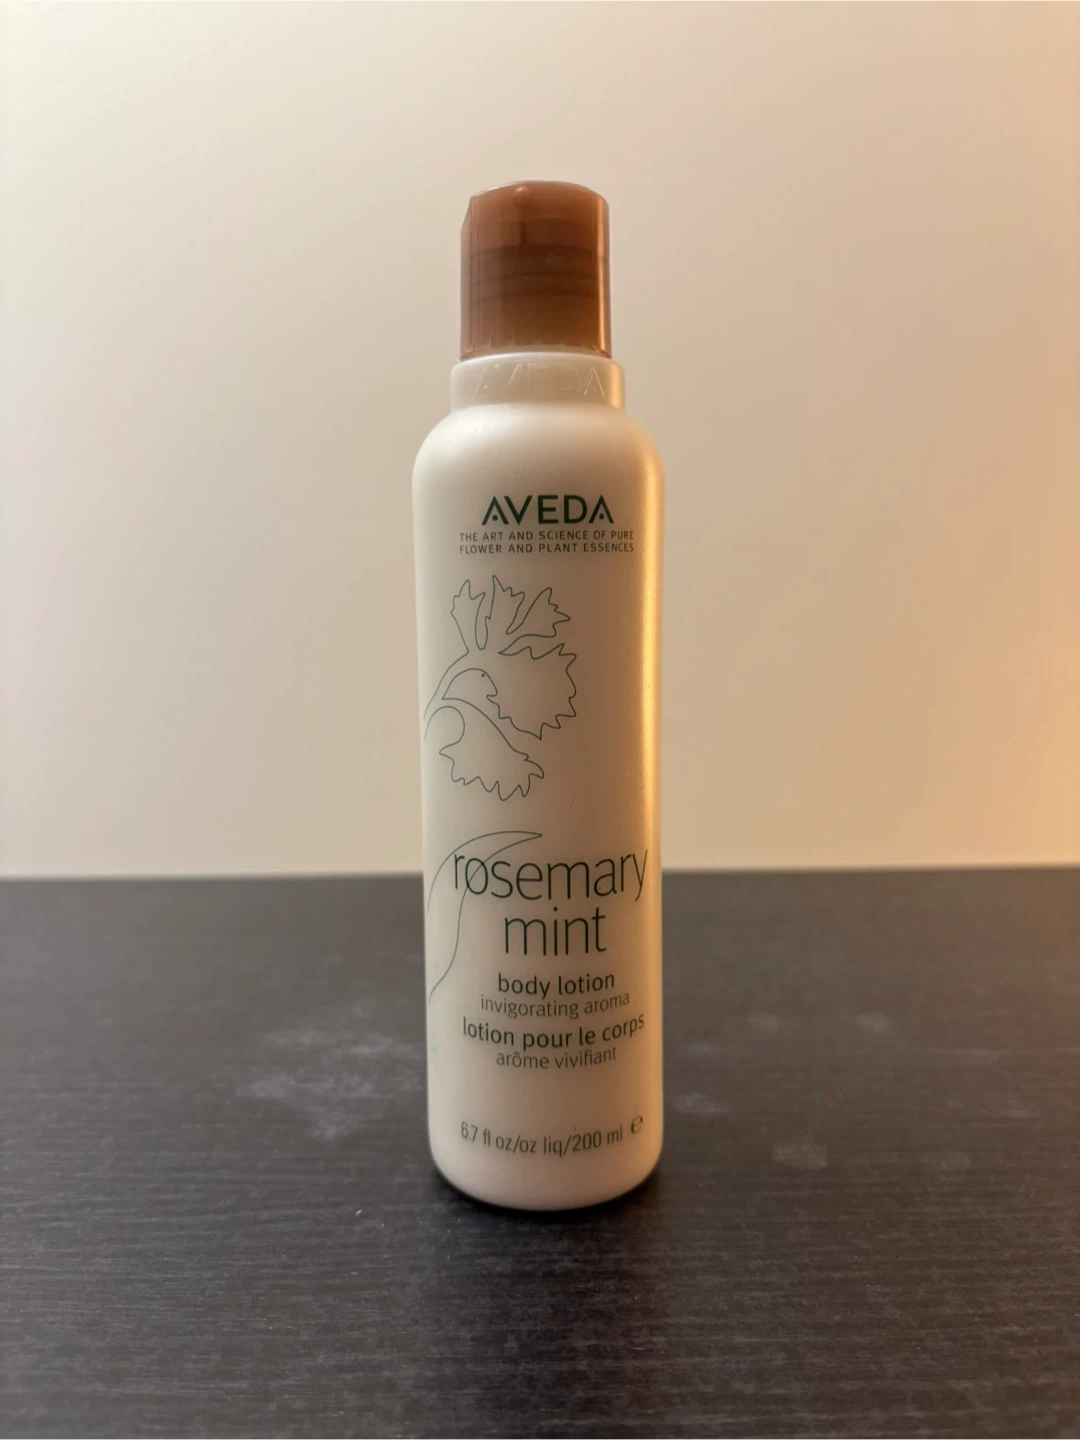 AVEDA
AVEDA
THE ART AND SCIENCE OF PURE
FLOWER AND PLANT ESSENCES
rosemary
mint
body lotion
invigorating aroma
lotion pour le corps
arôme vivifiant
6.7 fl oz/oz liq/200 ml ℮